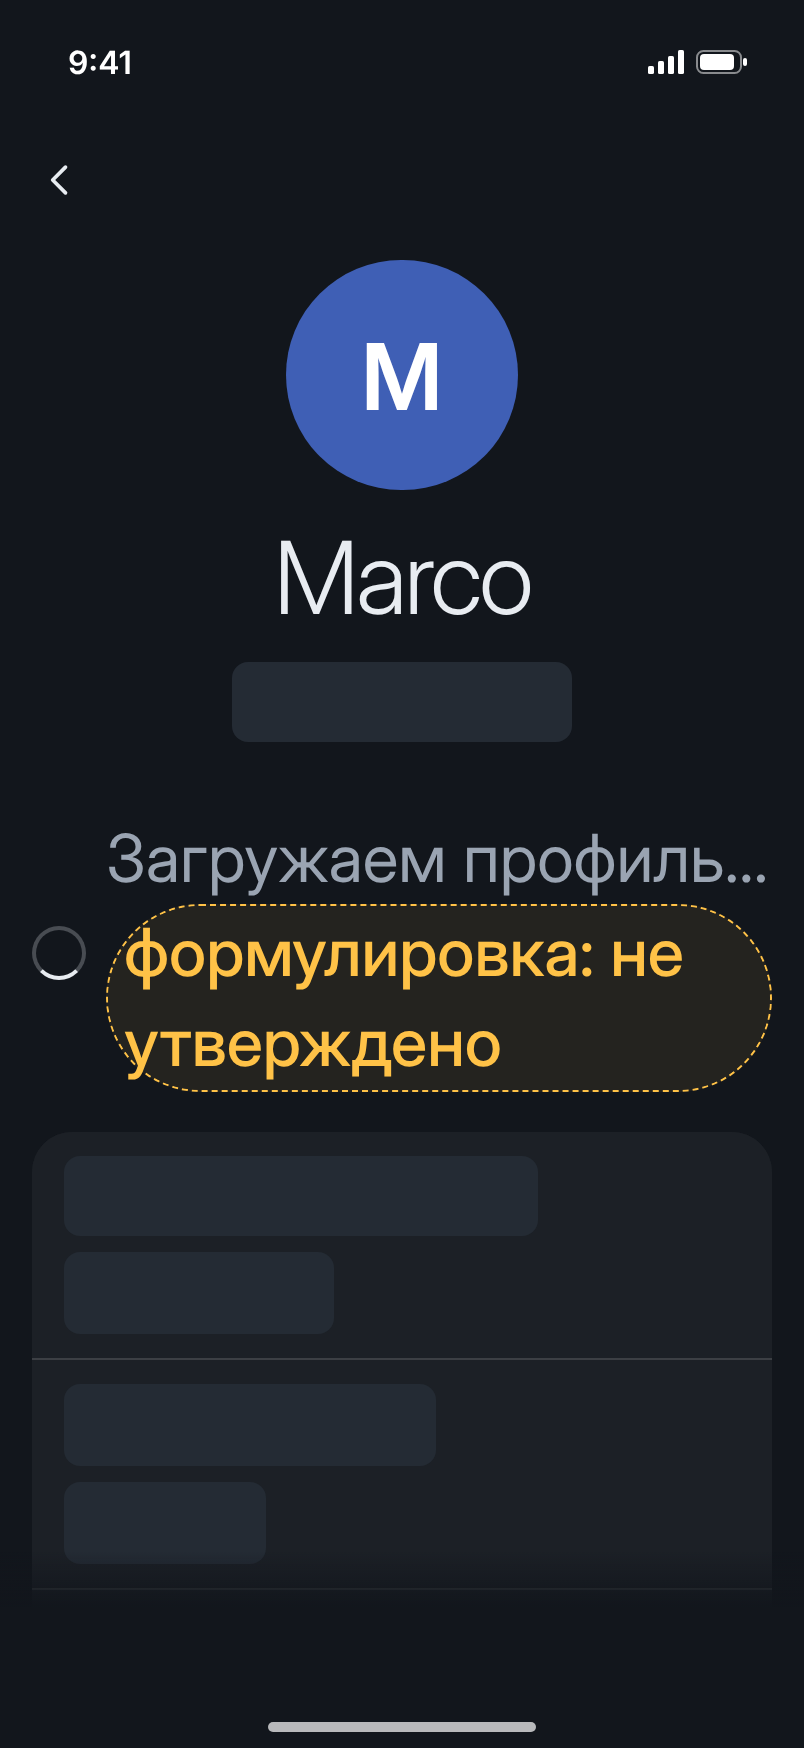 9:41
M
Marco
Загружаем профиль...
формулировка: не
утверждено